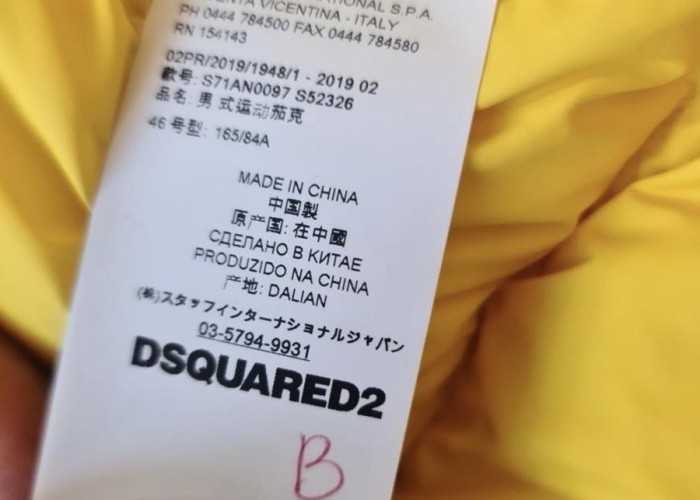 NATIONAL S.P.A.
VICENTINA - ITALY
PH 0444 784500 FAX 0444 784580
RN 154143
02PR/2019/1948/1 - 2019 02
款号: S71AN0097 S52326
品名: 男 式运动茄克
46 号型: 165/84A
MADE IN CHINA
中国製
原产国: 在中國
СДЕЛАНО В КИТАЕ
PRODUZIDO NA CHINA
产地: DALIAN
(株)スタッフインターナショナルジャパン
03-5794-9931
DSQUARED2
B